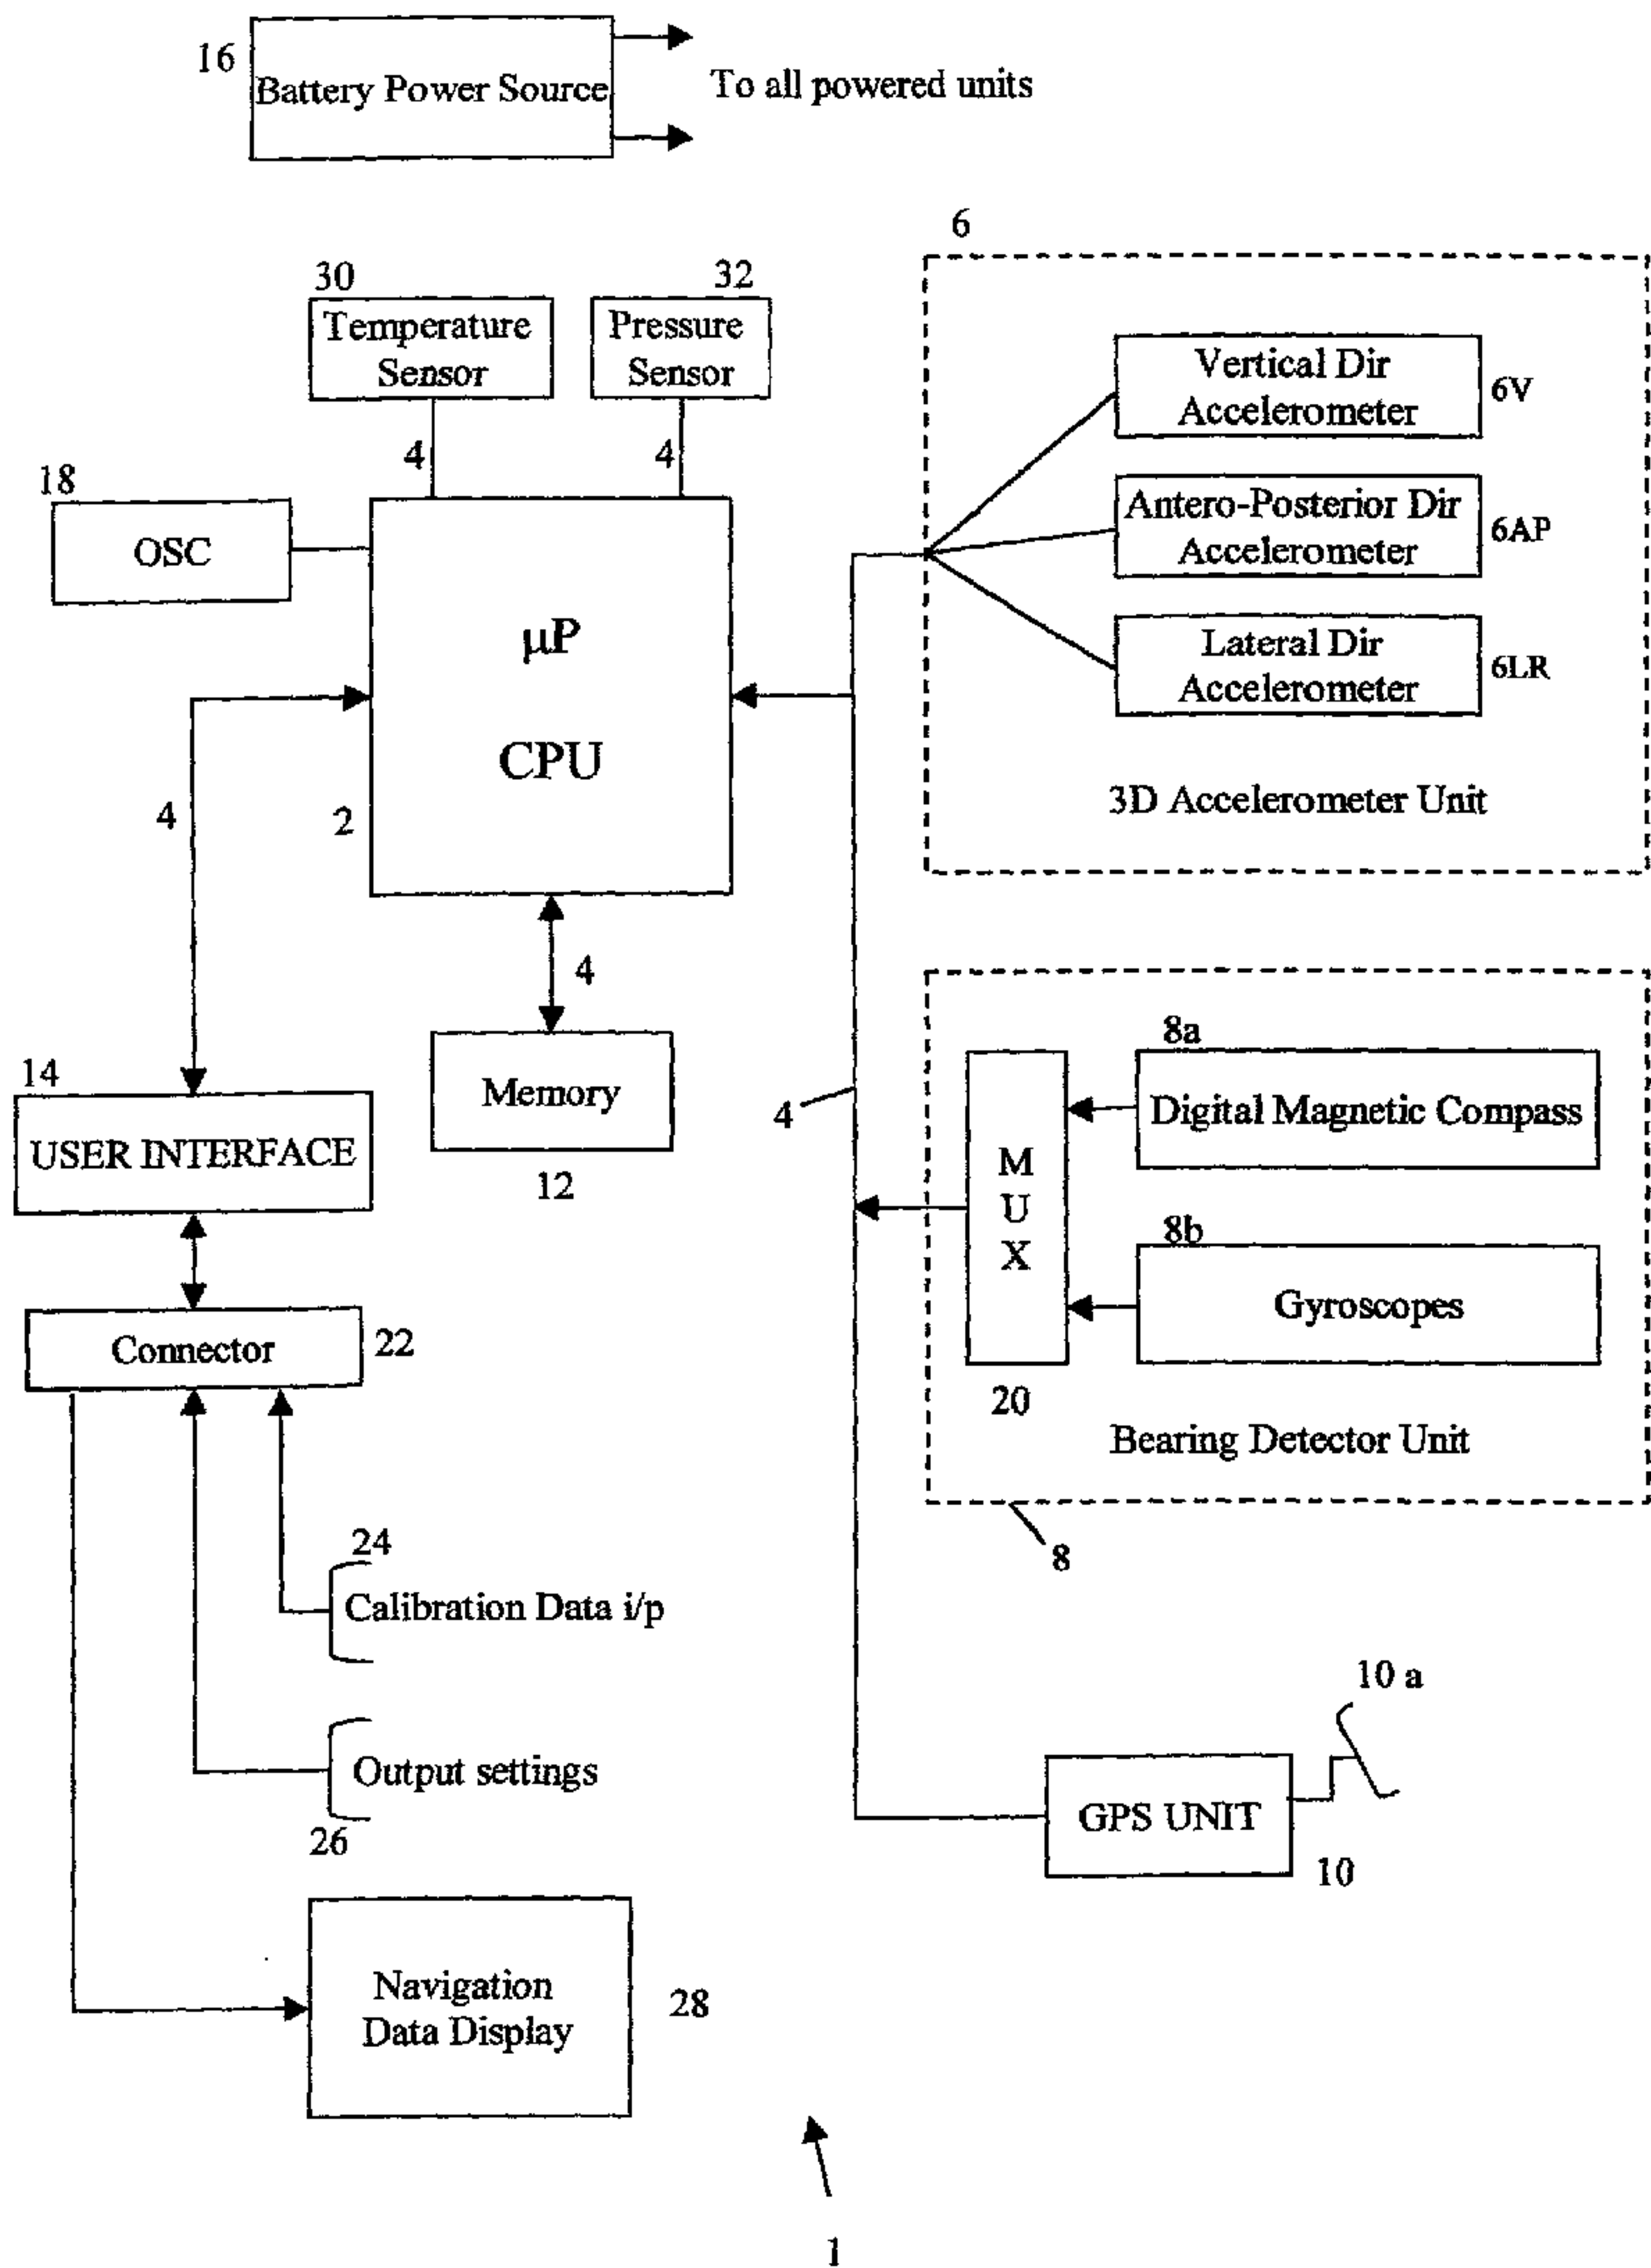 16
Battery Power Source
To all powered units
6
30
32
Temperature
Sensor
Pressure
Sensor
Vertical Dir
Accelerometer
6V
4
4
18
OSC
Antero-Posterior Dir
Accelerometer
6AP
µP
CPU
2
Lateral Dir
Accelerometer
6LR
3D Accelerometer Unit
4
4
14
USER INTERFACE
Memory
12
4
8a
Digital Magnetic Compass
M
U
X
8b
Gyroscopes
20
Bearing Detector Unit
8
Connector
22
24
Calibration Data i/p
Output settings
26
10 a
GPS UNIT
10
Navigation
Data Display
28
1